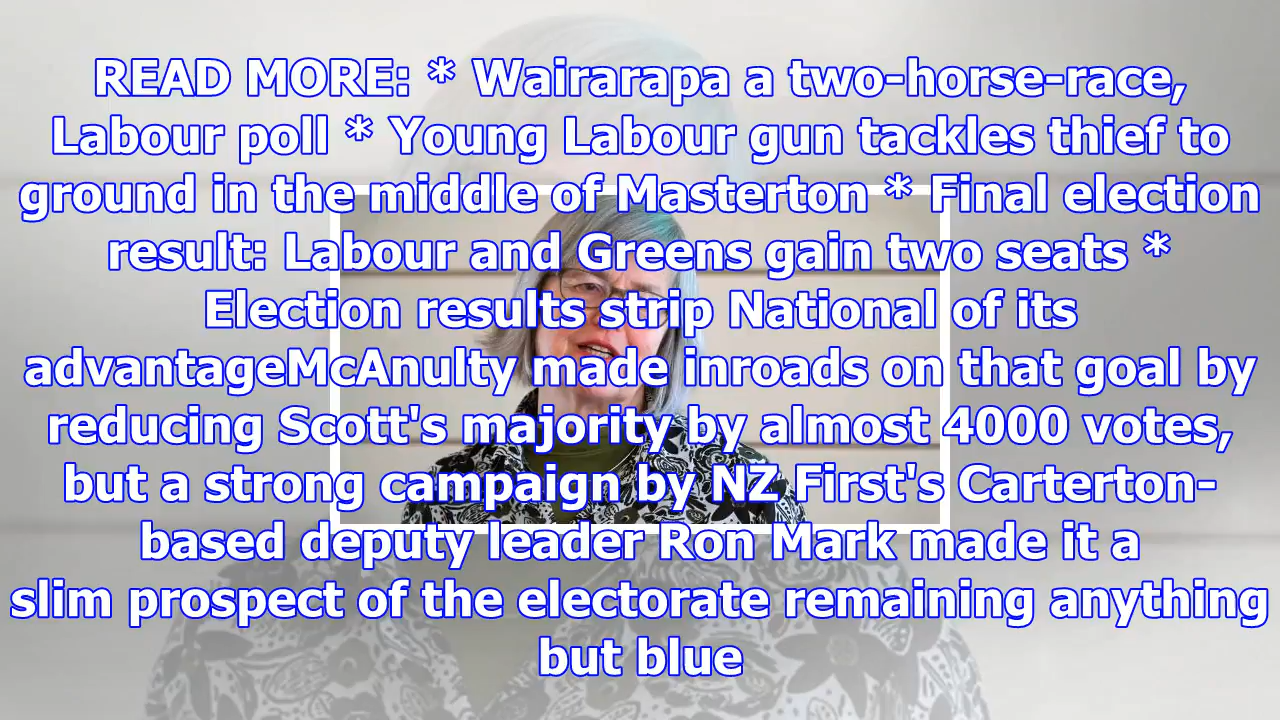 READ MORE: * Wairarapa a two-horse-race,
Labour poll * Young Labour gun tackles thief to
ground in the middle of Masterton * Final election
result: Labour and Greens gain two seats *
Election results strip National of its
advantageMcAnulty made inroads on that goal by
reducing Scott's majority by almost 4000 votes,
but a strong campaign by NZ First's Carterton-
based deputy leader Ron Mark made it a
slim prospect of the electorate remaining anything
but blue